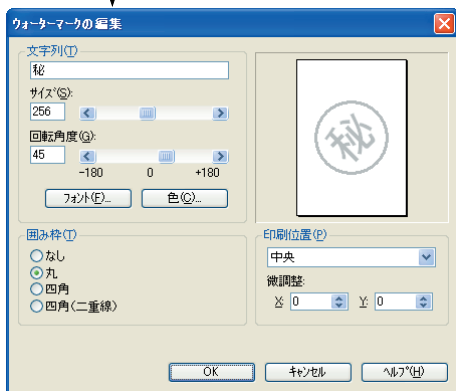 ウォーターマークの編集
文字列(T)
秘
サイズ(S):
256
回転角度(G):
45
-180 0 +180
フォント(F)... 色(C)...
秘
囲み枠(T)
なし
丸
四角
四角(二重線)
印刷位置(P)
中央
微調整:
X: 0 Y: 0
OK キャンセル ヘルプ(H)